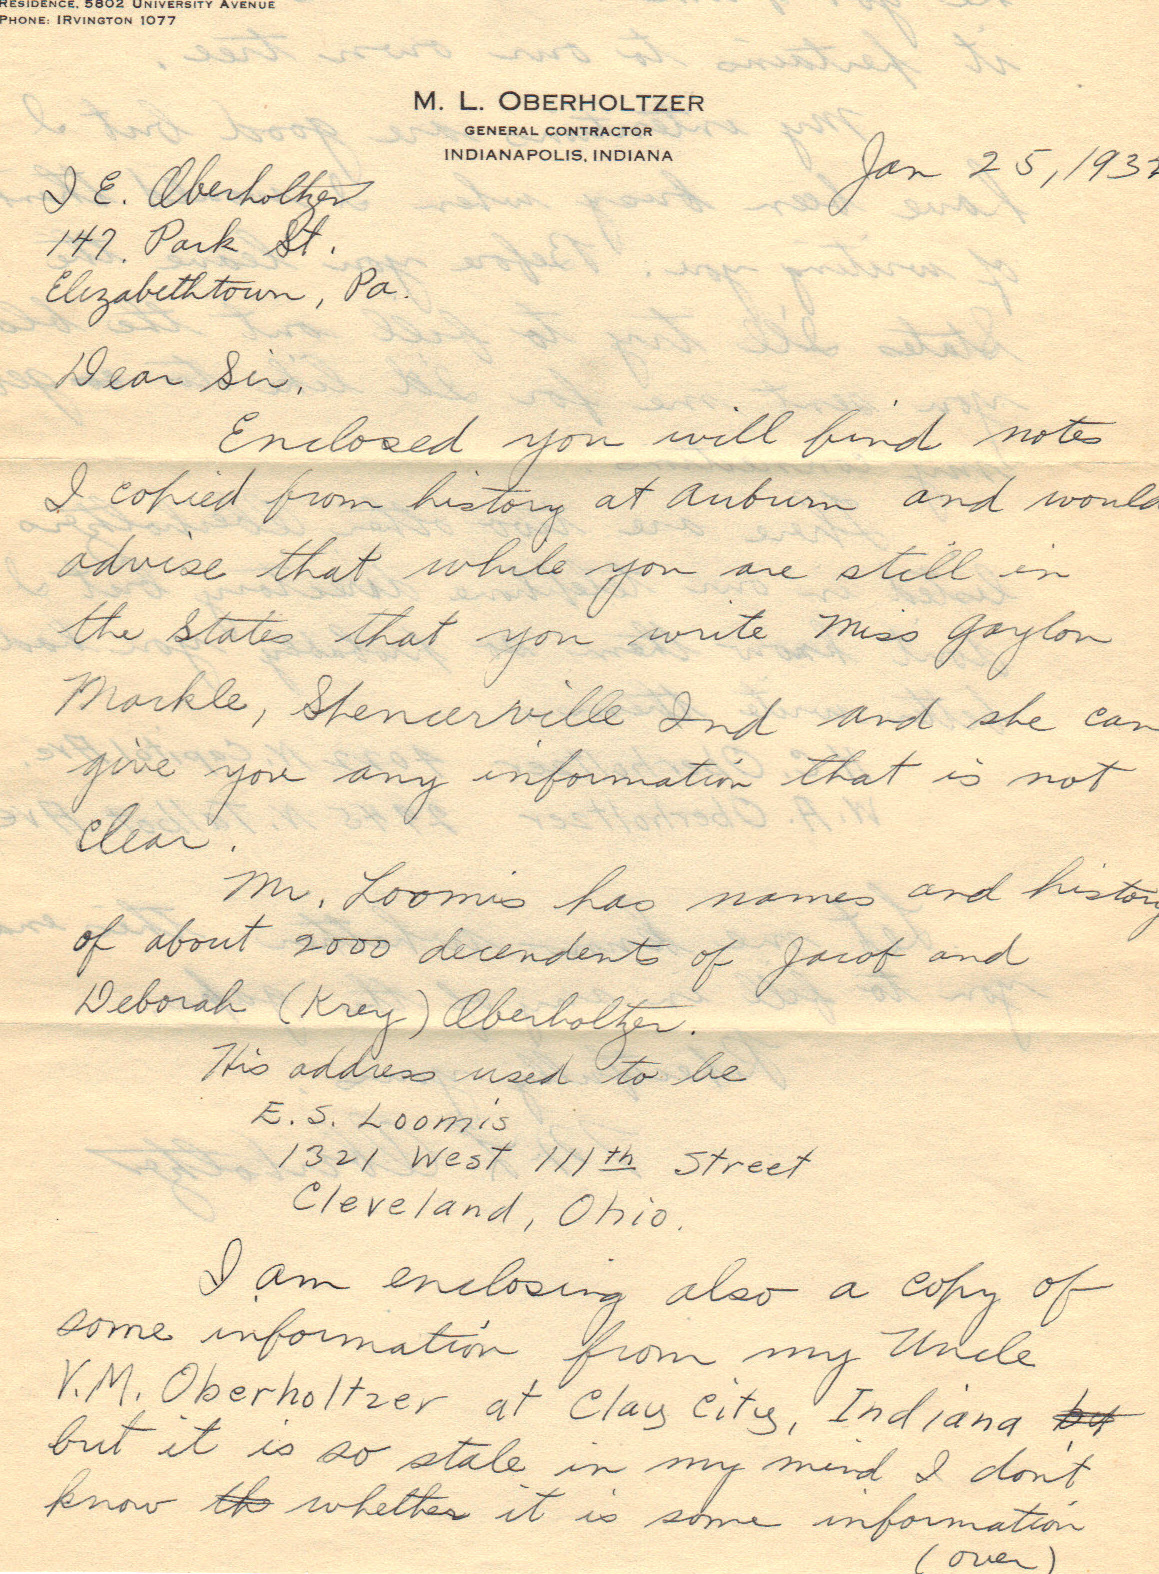 RESIDENCE, 5802 UNIVERSITY AVENUE
PHONE: IRVINGTON 1077
M. L. OBERHOLTZER
GENERAL CONTRACTOR
INDIANAPOLIS, INDIANA
Jan 25, 193
I E. Oberholtzer
147. Park St.
Elizabethtown, Pa.
Dear Sir.
Enclosed you will find notes
I copied from history at Auburn and would
advise that while you are still in
the States that you write Miss Gaylon
Markle, Spencerville Ind and she can
give you any information that is not
clear.
Mr. Loomis has names and history
of about 2000 decendents of Jacob and
Deborah (Krey) Oberholtzer.
His address used to be
E. S. Loomis
1321 West 111th Street
Cleveland, Ohio.
I am enclosing also a copy of
some information from my Uncle
V. M. Oberholtzer at Clay City, Indiana
but it is so stale in my mind I don't
know whether it is some information
(over)